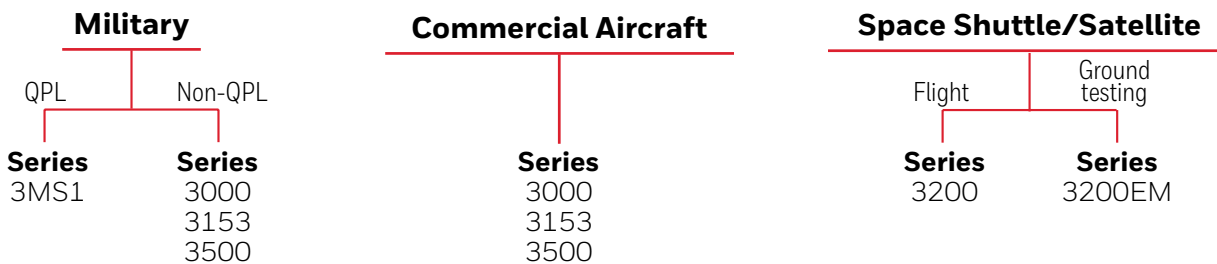 Military
QPL
Non-QPL
Series
3MS1
Series
3000
3153
3500
Commercial Aircraft
Series
3000
3153
3500
Space Shuttle/Satellite
Flight
Ground
testing
Series
3200
Series
3200EM